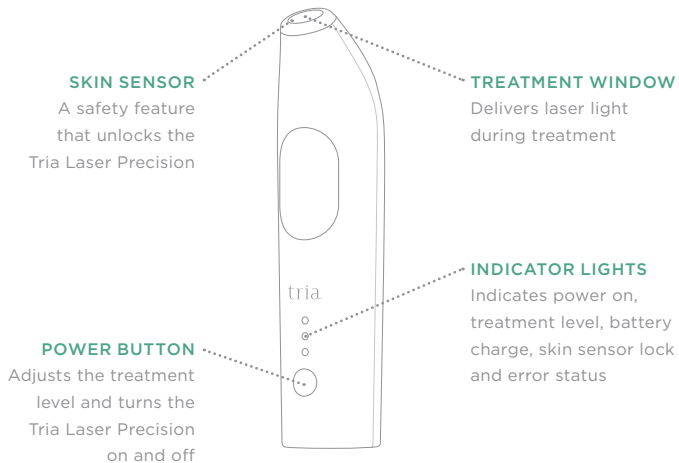 SKIN SENSOR
A safety feature
that unlocks the
Tria Laser Precision
TREATMENT WINDOW
Delivers laser light
during treatment
tria
INDICATOR LIGHTS
Indicates power on,
treatment level, battery
charge, skin sensor lock
and error status
POWER BUTTON
Adjusts the treatment
level and turns the
Tria Laser Precision
on and off